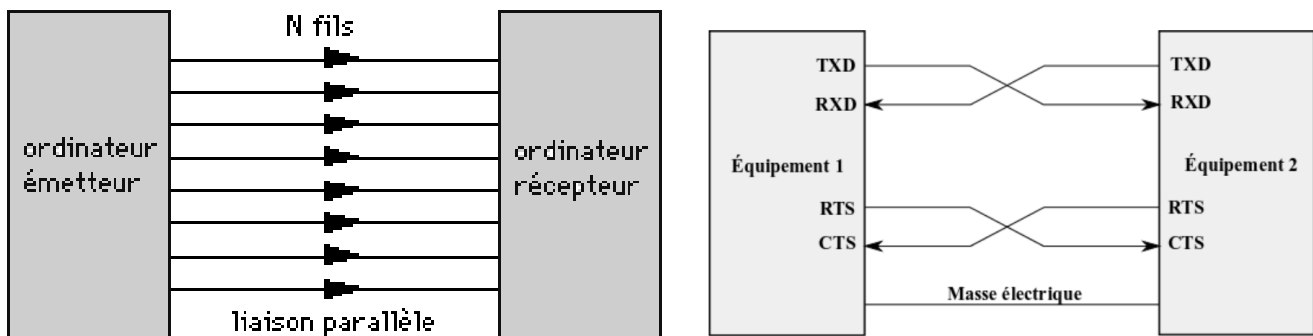 N fils
ordinateur
émetteur
ordinateur
récepteur
liaison parallèle
TXD
RXD
Équipement 1
RTS
CTS
TXD
RXD
Équipement 2
RTS
CTS
Masse électrique